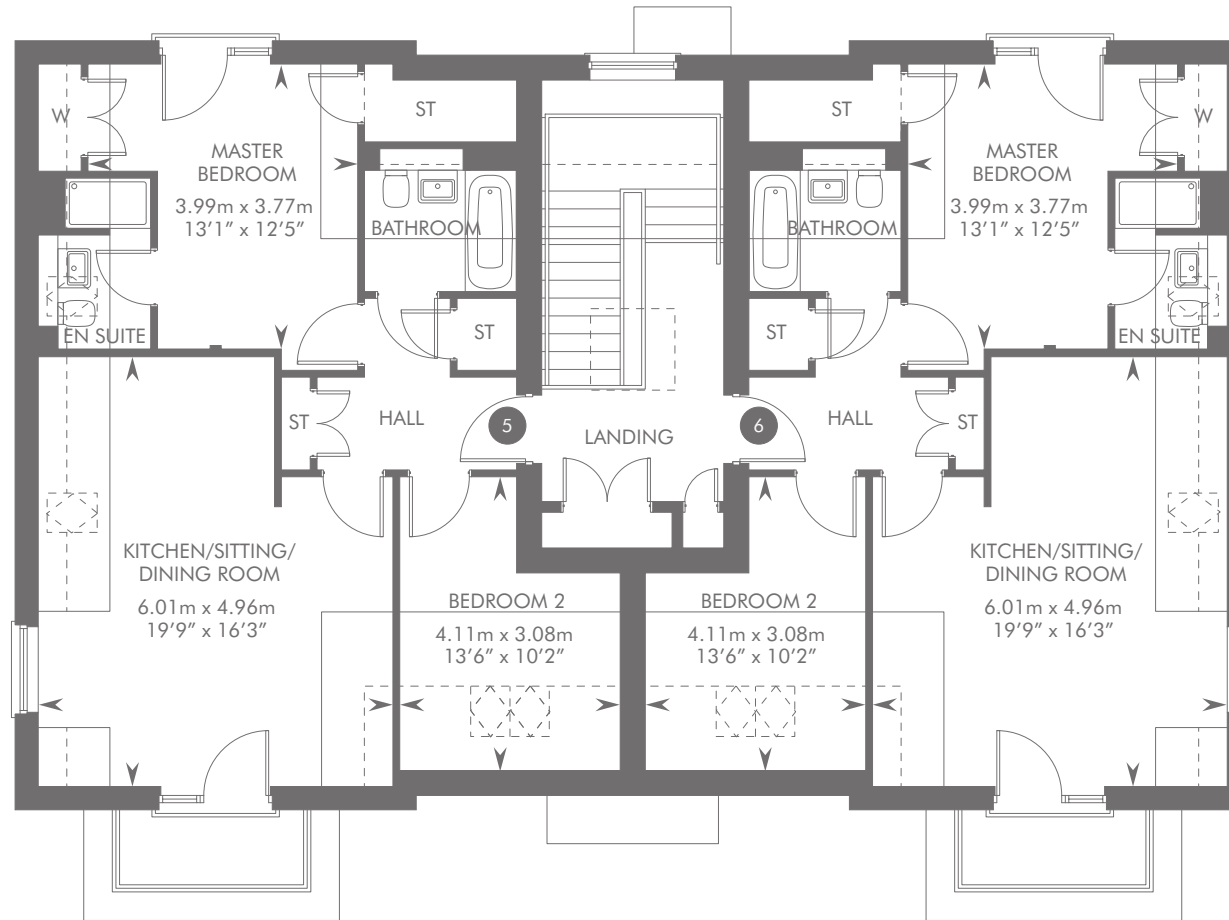 W
ST
ST
W
MASTER
BEDROOM
3.99m x 3.77m
13’1” x 12’5”
MASTER
BEDROOM
3.99m x 3.77m
13’1” x 12’5”
BATHROOM
BATHROOM
EN SUITE
ST
ST
EN SUITE
ST
HALL
5
LANDING
6
HALL
ST
KITCHEN/SITTING/
DINING ROOM
6.01m x 4.96m
19’9” x 16’3”
BEDROOM 2
4.11m x 3.08m
13’6” x 10’2”
BEDROOM 2
4.11m x 3.08m
13’6” x 10’2”
KITCHEN/SITTING/
DINING ROOM
6.01m x 4.96m
19’9” x 16’3”